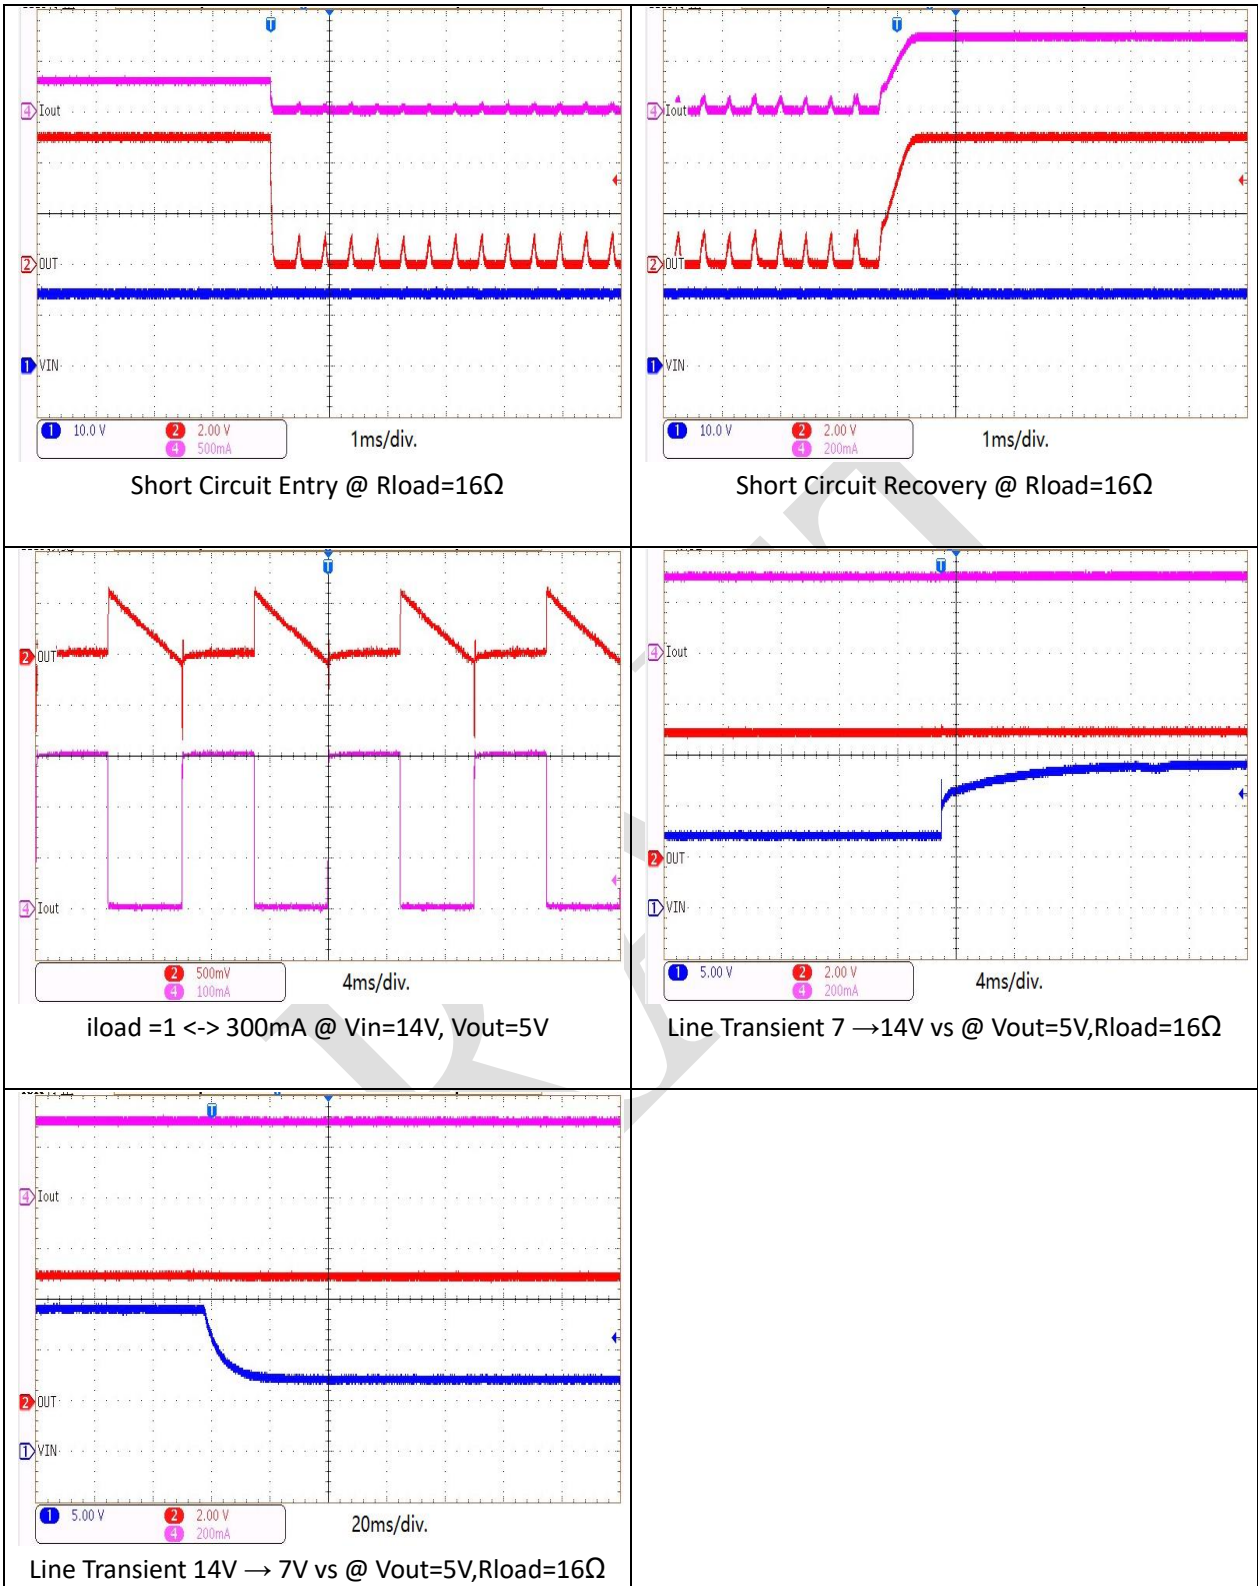 T
T
4 Iout
4 Iout
2 OUT
2 OUT
1 VIN
1 VIN
1 10.0 V 2 2.00 V
4 500mA
1ms/div.
1 10.0 V 2 2.00 V
4 200mA
1ms/div.
Short Circuit Entry @ Rload=16Ω
Short Circuit Recovery @ Rload=16Ω
T
T
2 OUT
4 Iout
4 Iout
2 OUT
1 VIN
2 500mV
4 100mA
4ms/div.
1 5.00 V 2 2.00 V
4 200mA
4ms/div.
iload =1 <-> 300mA @ Vin=14V, Vout=5V
Line Transient 7 →14V vs @ Vout=5V,Rload=16Ω
T
4 Iout
2 OUT
1 VIN
1 5.00 V 2 2.00 V
4 200mA
20ms/div.
Line Transient 14V → 7V vs @ Vout=5V,Rload=16Ω